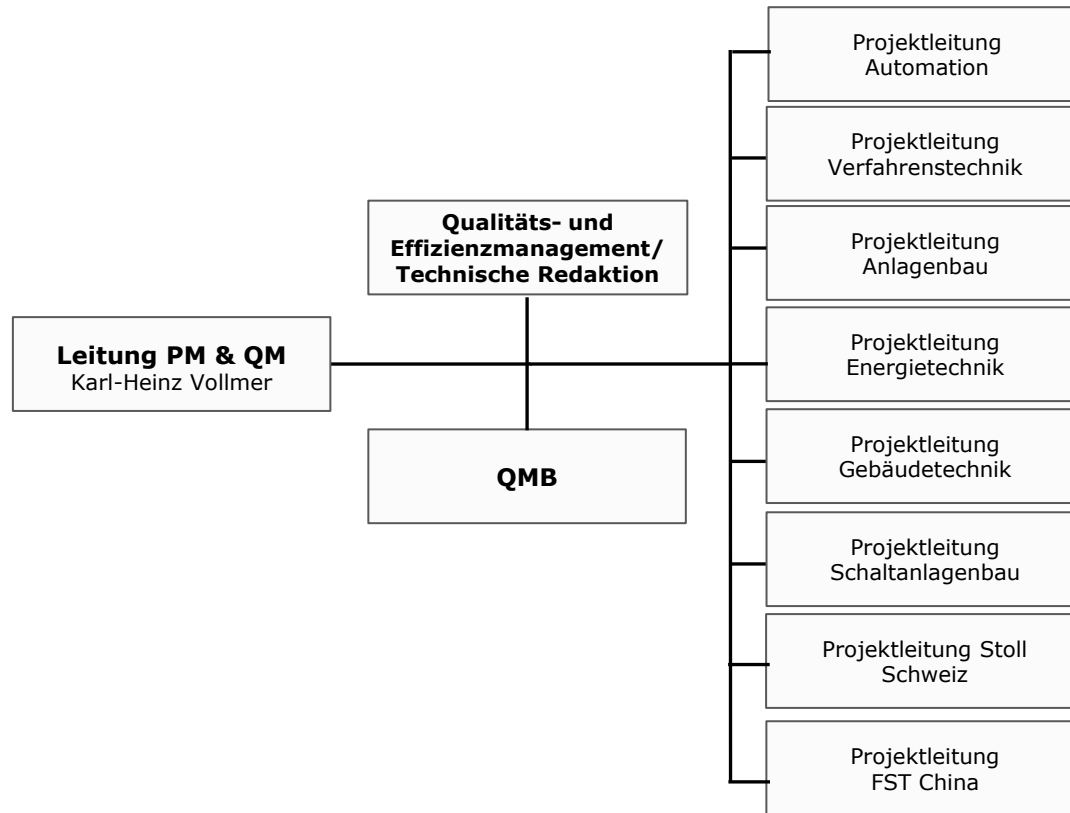 Leitung PM & QM
Karl-Heinz Vollmer
Qualitäts- und
Effizienzmanagement/
Technische Redaktion
QMB
Projektleitung
Automation
Projektleitung
Verfahrenstechnik
Projektleitung
Anlagenbau
Projektleitung
Energietechnik
Projektleitung
Gebäudetechnik
Projektleitung
Schaltanlagenbau
Projektleitung Stoll
Schweiz
Projektleitung
FST China